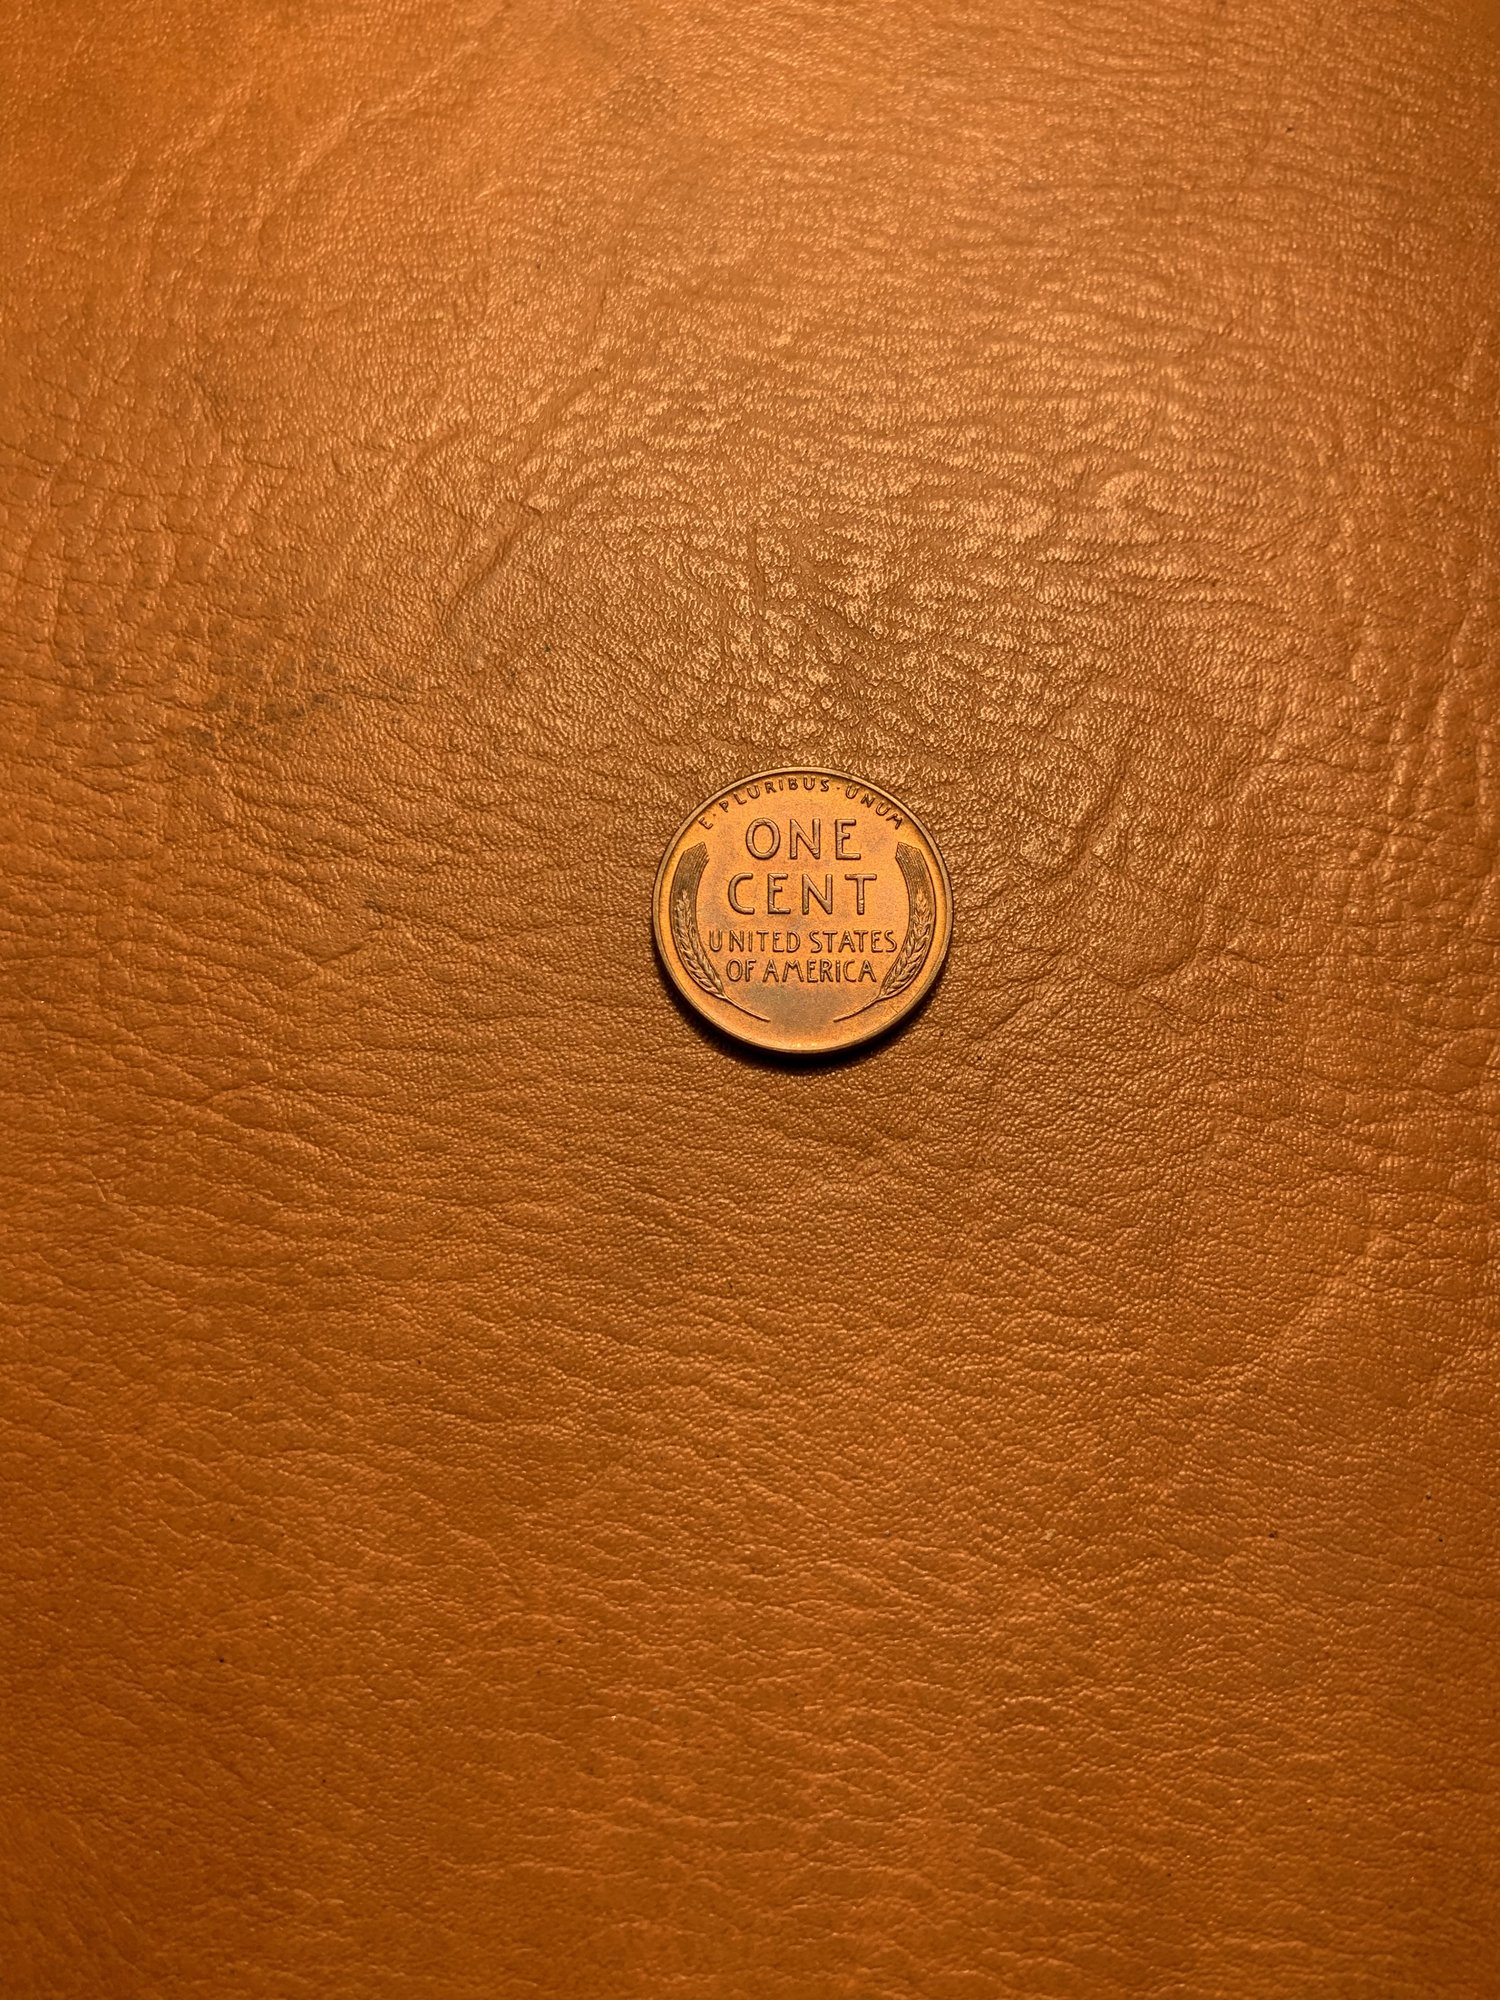 E·PLURIBUS·UNUM
ONE
CENT
UNITED STATES
OF AMERICA